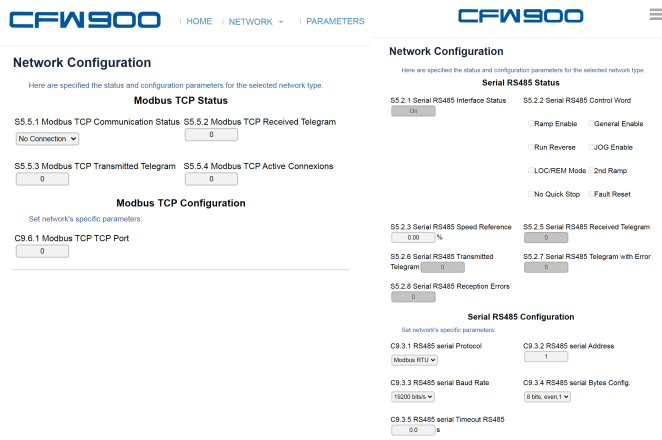 CFW900
HOME
NETWORK
PARAMETERS
Network Configuration
Here are specified the status and configuration parameters for the selected network type.
Modbus TCP Status
S5.5.1 Modbus TCP Communication Status
No Connection
S5.5.2 Modbus TCP Received Telegram
0
S5.5.3 Modbus TCP Transmitted Telegram
0
S5.5.4 Modbus TCP Active Connexions
0
Modbus TCP Configuration
Set network's specific parameters:
C9.6.1 Modbus TCP TCP Port
0
CFW900
Network Configuration
Here are specified the status and configuration parameters for the selected network type.
Serial RS485 Status
S5.2.1 Serial RS485 Interface Status
On
S5.2.2 Serial RS485 Control Word
Ramp Enable
General Enable
Run Reverse
JOG Enable
LOC/REM Mode
2nd Ramp
No Quick Stop
Fault Reset
S5.2.3 Serial RS485 Speed Reference
0.00 %
S5.2.5 Serial RS485 Received Telegram
0
S5.2.6 Serial RS485 Transmitted
Telegram 0
S5.2.7 Serial RS485 Telegram with Error
0
S5.2.8 Serial RS485 Reception Errors
0
Serial RS485 Configuration
Set network's specific parameters:
C9.3.1 RS485 serial Protocol
Modbus RTU
C9.3.2 RS485 serial Address
1
C9.3.3 RS485 serial Baud Rate
19200 bits/s
C9.3.4 RS485 serial Bytes Config.
8 bits, even,1
C9.3.5 RS485 serial Timeout RS485
0.0 s